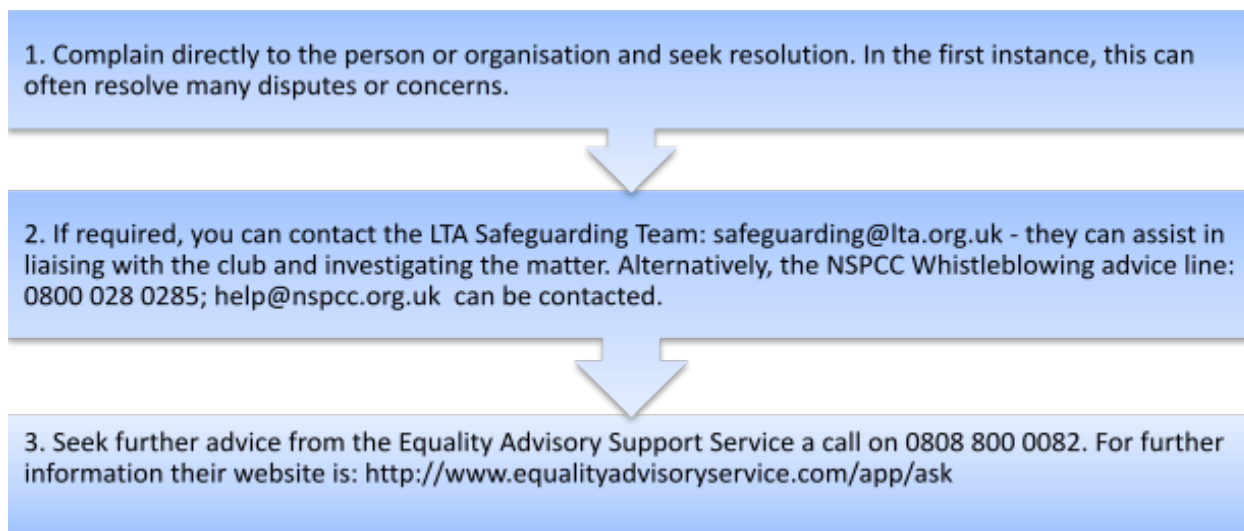 1. Complain directly to the person or organisation and seek resolution. In the first instance, this can
often resolve many disputes or concerns.
2. If required, you can contact the LTA Safeguarding Team: safeguarding@lta.org.uk - they can assist in
liaising with the club and investigating the matter. Alternatively, the NSPCC Whistleblowing advice line:
0800 028 0285; help@nspcc.org.uk  can be contacted.
3. Seek further advice from the Equality Advisory Support Service a call on 0808 800 0082. For further
information their website is: http://www.equalityadvisoryservice.com/app/ask